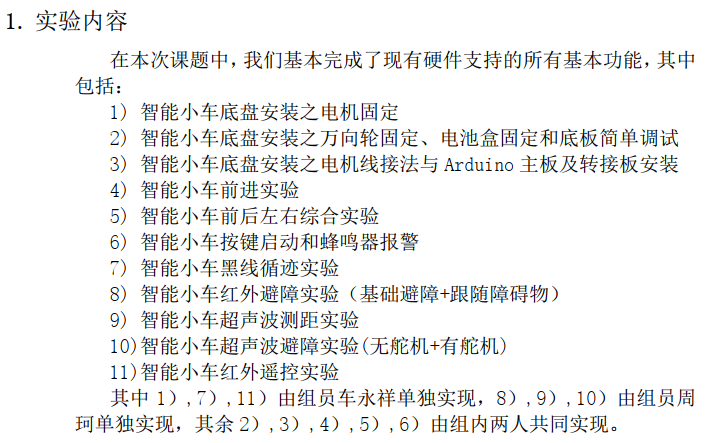 1. 实验内容
在本次课题中，我们基本完成了现有硬件支持的所有基本功能，其中
包括：
1) 智能小车底盘安装之电机固定
2) 智能小车底盘安装之万向轮固定、电池盒固定和底板简单调试
3) 智能小车底盘安装之电机线接法与 Arduino 主板及转接板安装
4) 智能小车前进实验
5) 智能小车前后左右综合实验
6) 智能小车按键启动和蜂鸣器报警
7) 智能小车黑线循迹实验
8) 智能小车红外避障实验（基础避障+跟随障碍物）
9) 智能小车超声波测距实验
10)智能小车超声波避障实验(无舵机+有舵机)
11)智能小车红外遥控实验
其中 1）,7），11）由组员车永祥单独实现，8）,9），10）由组员周
珂单独实现，其余 2）,3）,4）,5）,6）由组内两人共同实现。